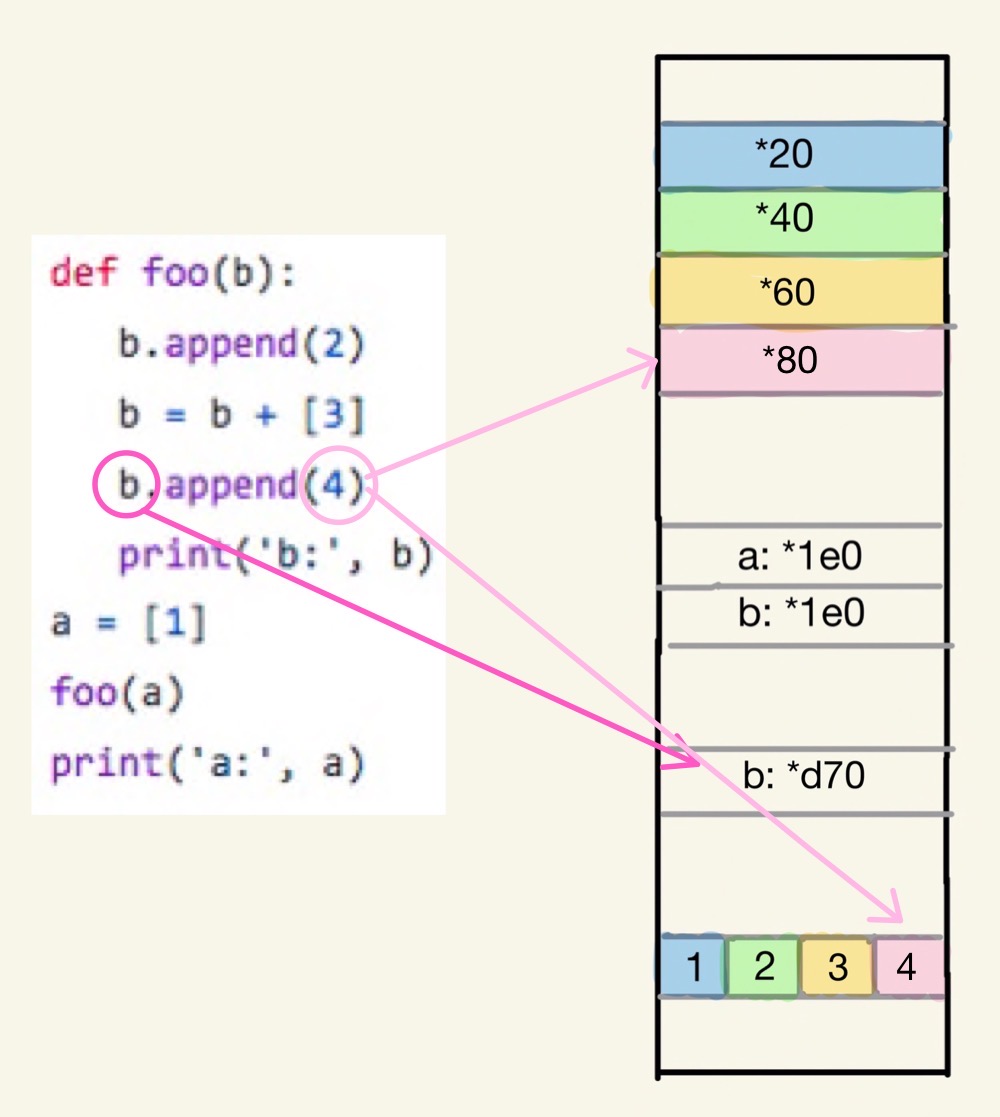 def foo(b):
b.append(2)
b = b + [3]
b.append(4)
print('b:', b)
a = [1]
foo(a)
print('a:', a)
*20
*40
*60
*80
a: *1e0
b: *1e0
b: *d70
1 2 3 4